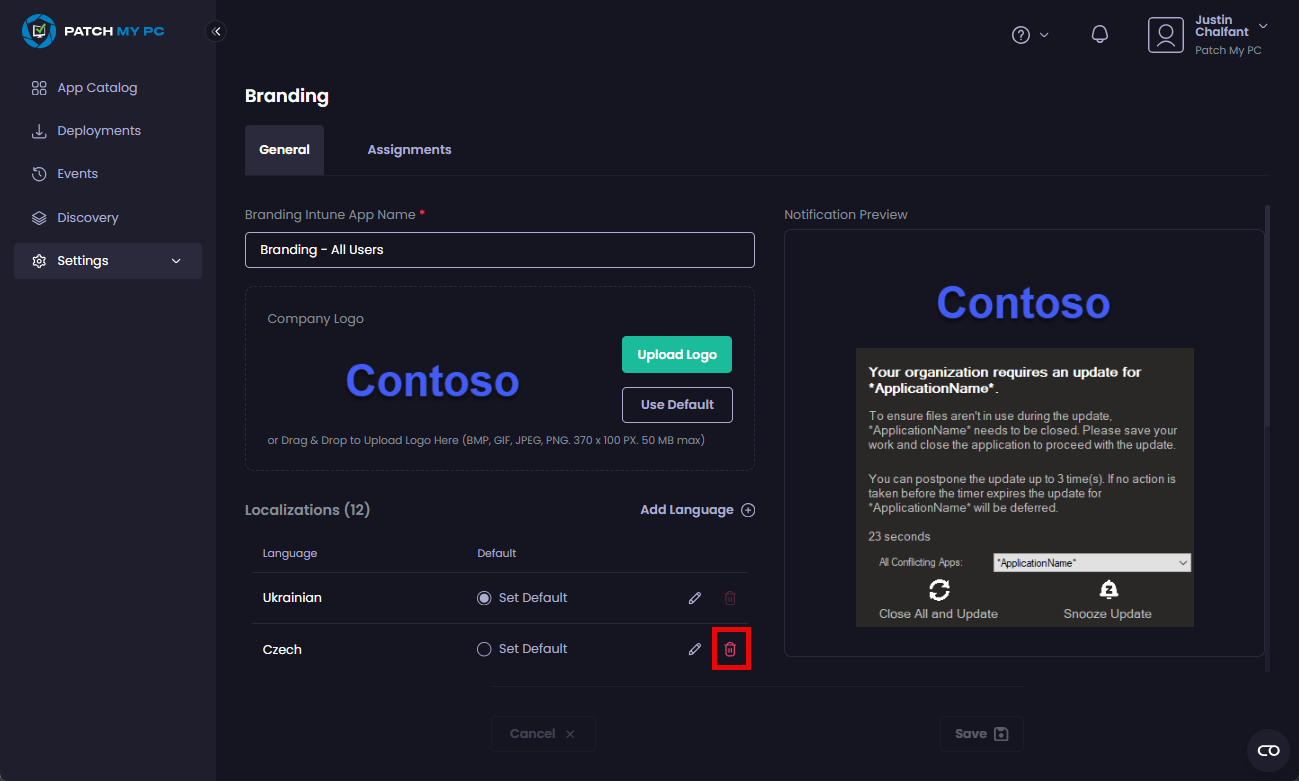 PATCH MY PC
Justin
Chalfant
Patch My PC
App Catalog
Deployments
Events
Discovery
Settings
Branding
General
Assignments
Branding Intune App Name *
Branding - All Users
Company Logo
Contoso
Upload Logo
Use Default
or Drag & Drop to Upload Logo Here (BMP, GIF, JPEG, PNG. 370 x 100 PX. 50 MB max)
Localizations (12)
Add Language
Language
Default
Ukrainian
Set Default
Czech
Set Default
Notification Preview
Contoso
Your organization requires an update for
*ApplicationName*.
To ensure files aren't in use during the update,
*ApplicationName* needs to be closed. Please save your
work and close the application to proceed with the update.
You can postpone the update up to 3 time(s). If no action is
taken before the timer expires the update for
*ApplicationName* will be deferred.
23 seconds
All Conflicting Apps:
*ApplicationName*
Close All and Update
Snooze Update
Cancel
Save